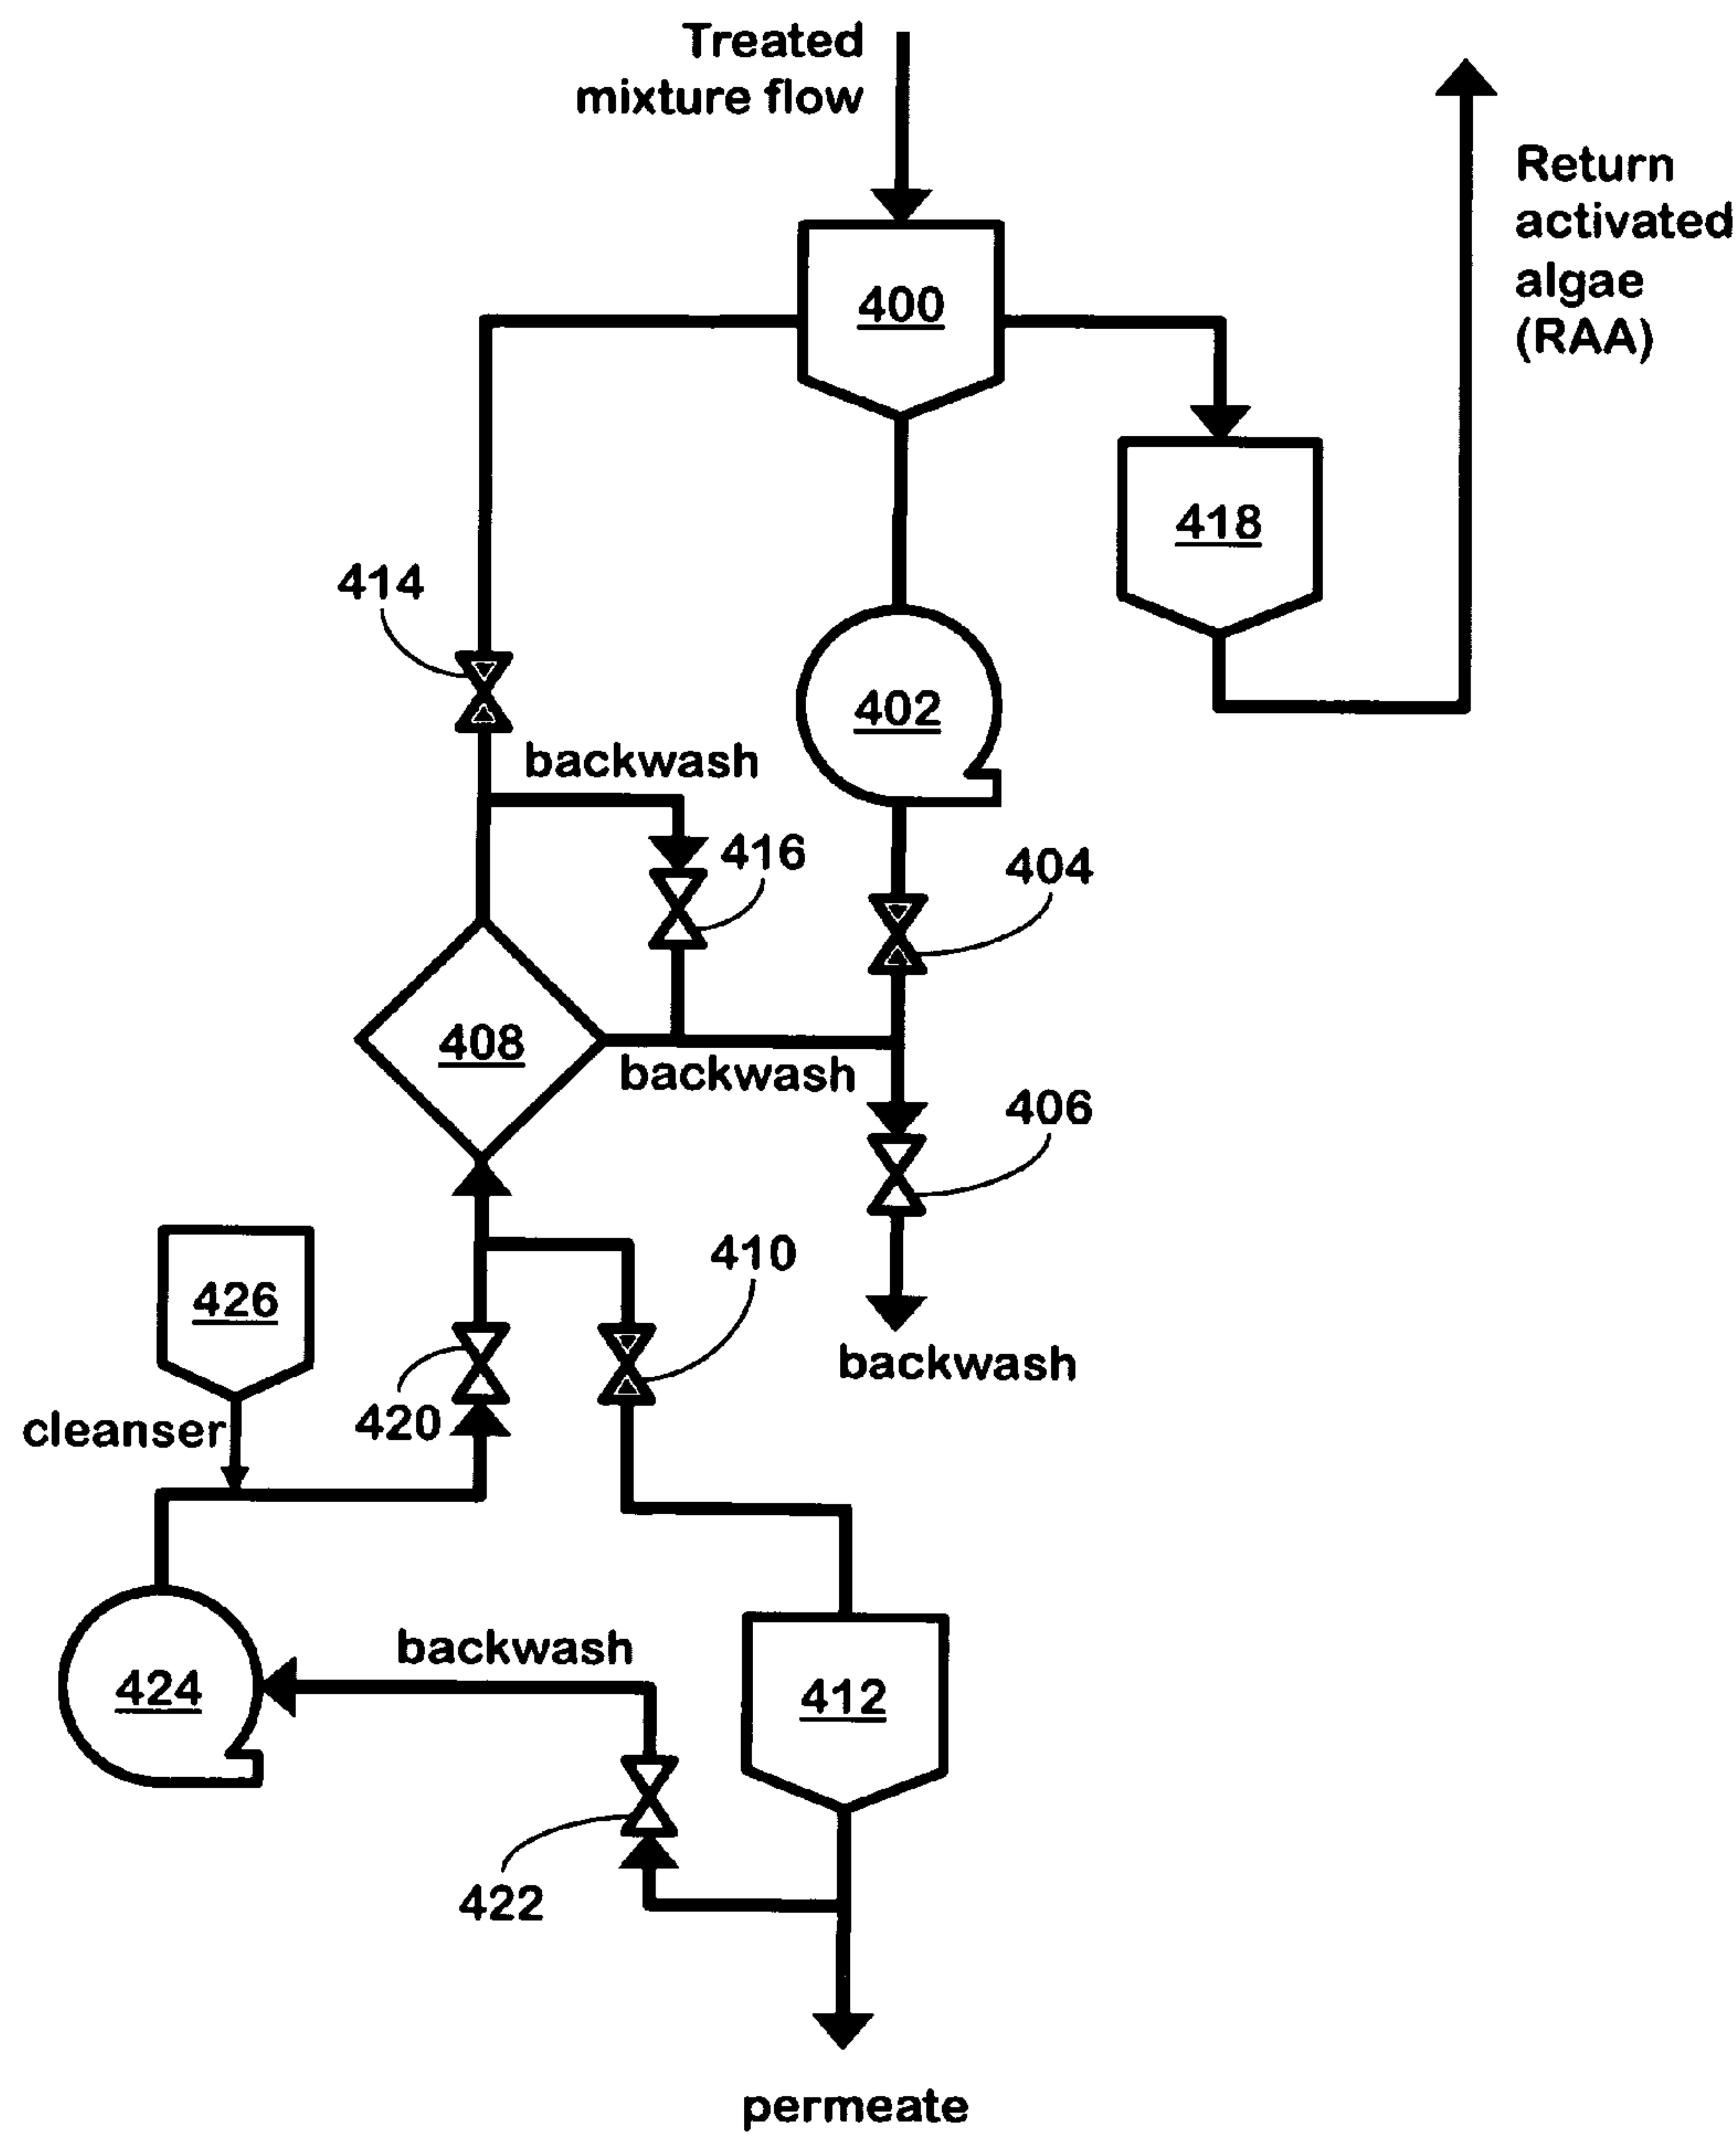 Treated
mixture flow
Return
activated
algae
(RAA)
400
418
414
402
backwash
416
404
408
backwash
406
426
410
backwash
420
cleanser
backwash
424
412
422
permeate